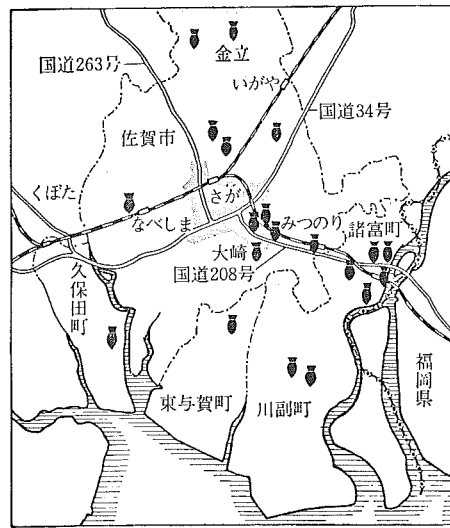 金立
国道263号
いがや
国道34号
佐賀市
くぼた
さが
なべしま
みつのり
諸富町
大崎
国道208号
久保田町
福岡県
東与賀町
川副町